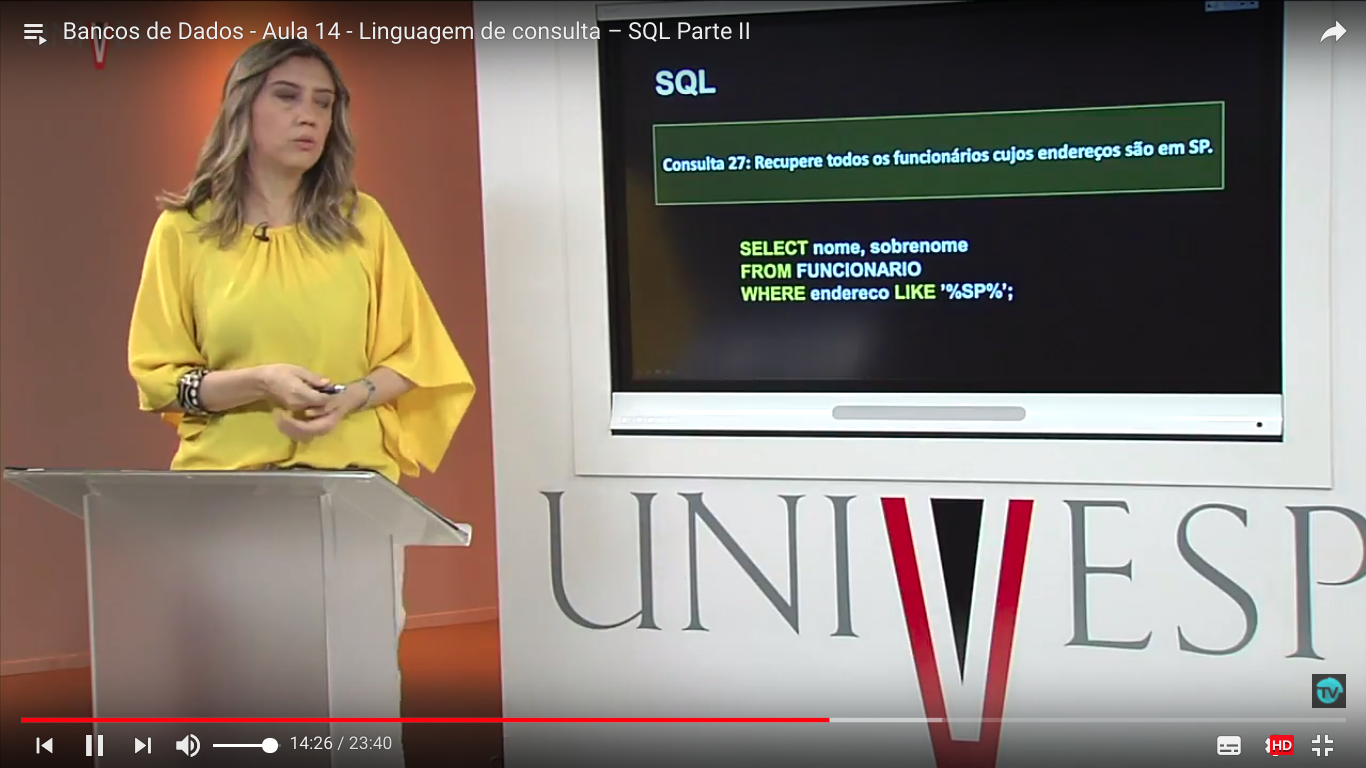 Bancos de Dados - Aula 14 - Linguagem de consulta – SQL Parte II
SQL
Consulta 27: Recupere todos os funcionários cujos endereços são em SP.
SELECT nome, sobrenome
FROM FUNCIONARIO
WHERE endereco LIKE ’%SP%’;
UNIVESP
TV
14:26 / 23:40
HD